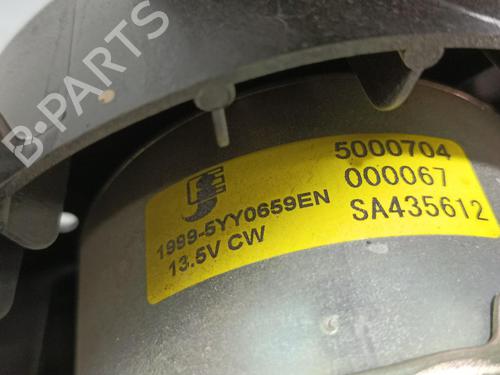 B-PARTS
5000704
000067
1999-5YY0659EN
SA435612
13.5V CW